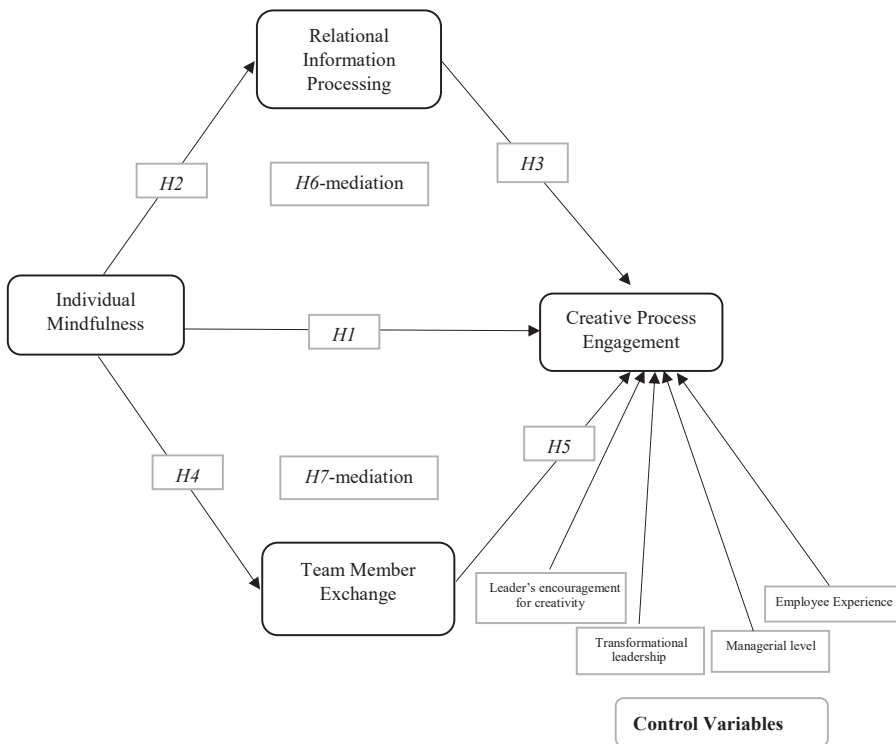 Relational
Information
Processing
H2
H6-mediation
H3
Individual
Mindfulness
H1
Creative Process
Engagement
H4
H7-mediation
H5
Team Member
Exchange
Leader’s encouragement
for creativity
Transformational
leadership
Managerial level
Employee Experience
Control Variables